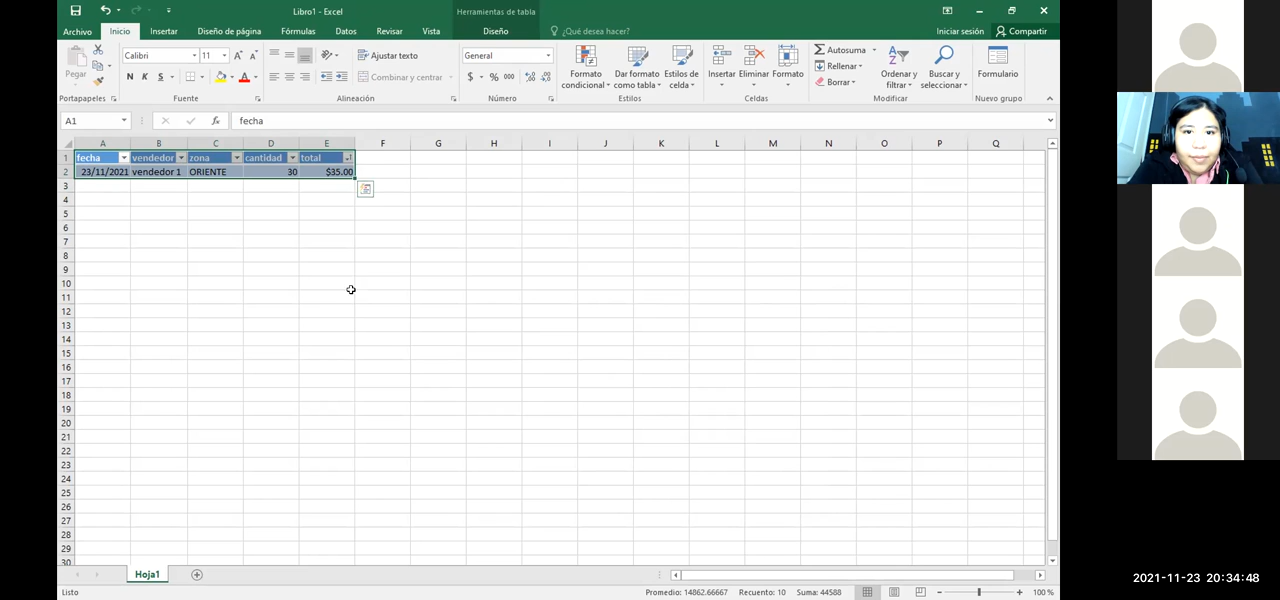 Libro1 - Excel
Herramientas de tabla
Archivo Inicio Insertar Diseño de página Fórmulas Datos Revisar Vista Diseño ¿Qué desea hacer? Iniciar sesión Compartir
Pegar
Portapapeles
Calibri 11
N K S
Fuente
Ajustar texto
Combinar y centrar
Alineación
General
$ % 000
Número
Formato condicional
Dar formato como tabla
Estilos de celda
Estilos
Insertar Eliminar Formato
Celdas
Autosuma
Rellenar
Borrar
Ordenar y filtrar
Buscar y seleccionar
Modificar
Formulario
Nuevo grupo
A1 fx fecha
A B C D E F G H I J K L M N O P Q
1 fecha vendedor zona cantidad total
2 23/11/2021 vendedor 1 ORIENTE 30 $35.00
3
4
5
6
7
8
9
10
11
12
13
14
15
16
17
18
19
20
21
22
23
24
25
26
27
28
29
30
Hoja1
Listo Promedio: 14862.66667 Recuento: 10 Suma: 44588 100 %
2021-11-23 20:34:48